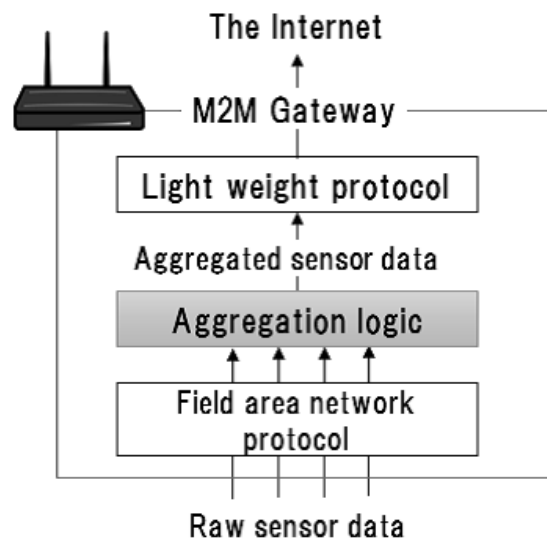 The Internet
M2M Gateway
Light weight protocol
Aggregated sensor data
Aggregation logic
Field area network
protocol
Raw sensor data